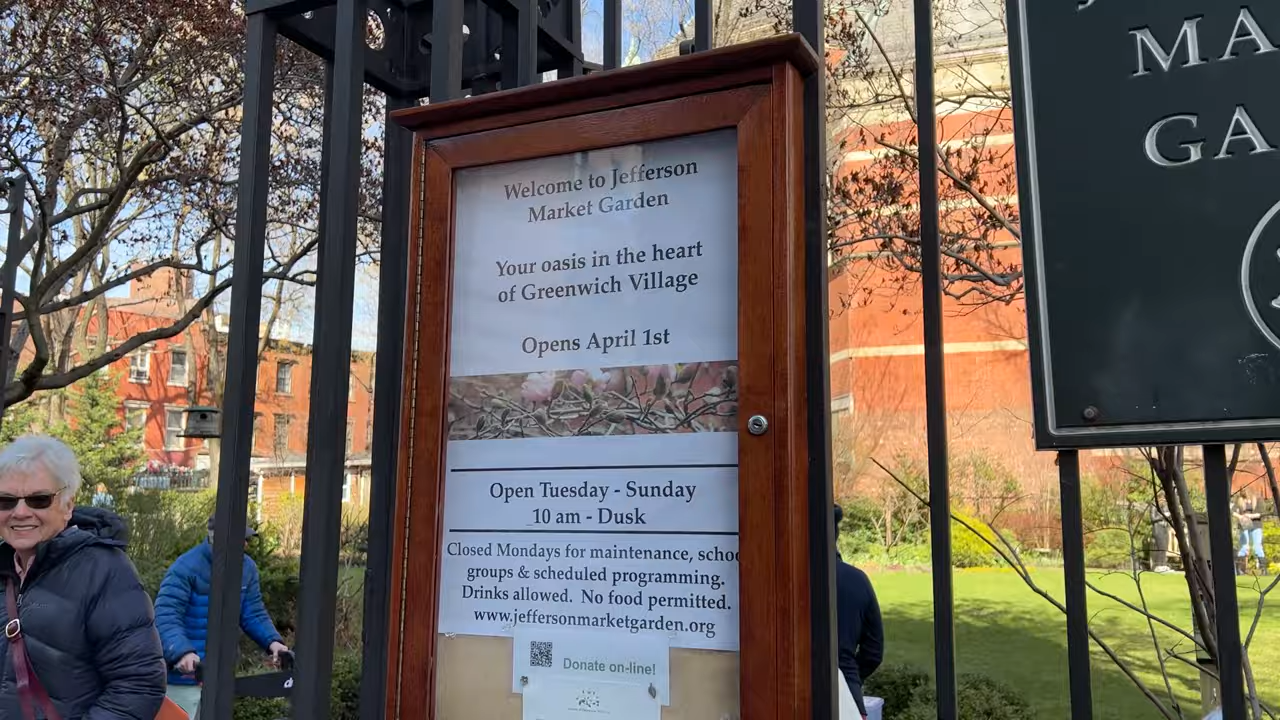 Welcome to Jefferson
Market Garden
Your oasis in the heart
of Greenwich Village
Opens April 1st
Open Tuesday - Sunday
10 am - Dusk
Closed Mondays for maintenance, schoo
groups & scheduled programming.
Drinks allowed. No food permitted.
www.jeffersonmarketgarden.org
Donate on-line!
MA
GA